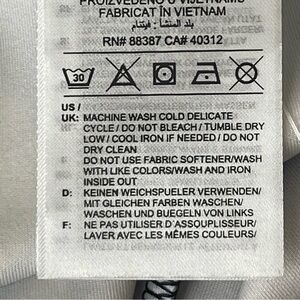 PROIZVEDENO U VIJETNAMU
FABRICAT ÎN VIETNAM
بلد المنشأ: فيتنام
RN# 88387 CA# 40312
30
US /
UK: MACHINE WASH COLD DELICATE
CYCLE / DO NOT BLEACH / TUMBLE DRY
LOW / COOL IRON IF NEEDED / DO NOT
DRY CLEAN
DO NOT USE FABRIC SOFTENER/WASH
WITH LIKE COLORS/WASH AND IRON
INSIDE OUT
D: KEINEN WEICHSPUELER VERWENDEN/
MIT GLEICHEN FARBEN WASCHEN/
WASCHEN UND BUEGELN VON LINKS
F: NE PAS UTILISER D'ASSOUPLISSEUR/
LAVER AVEC LES MÊMES COULEURS/